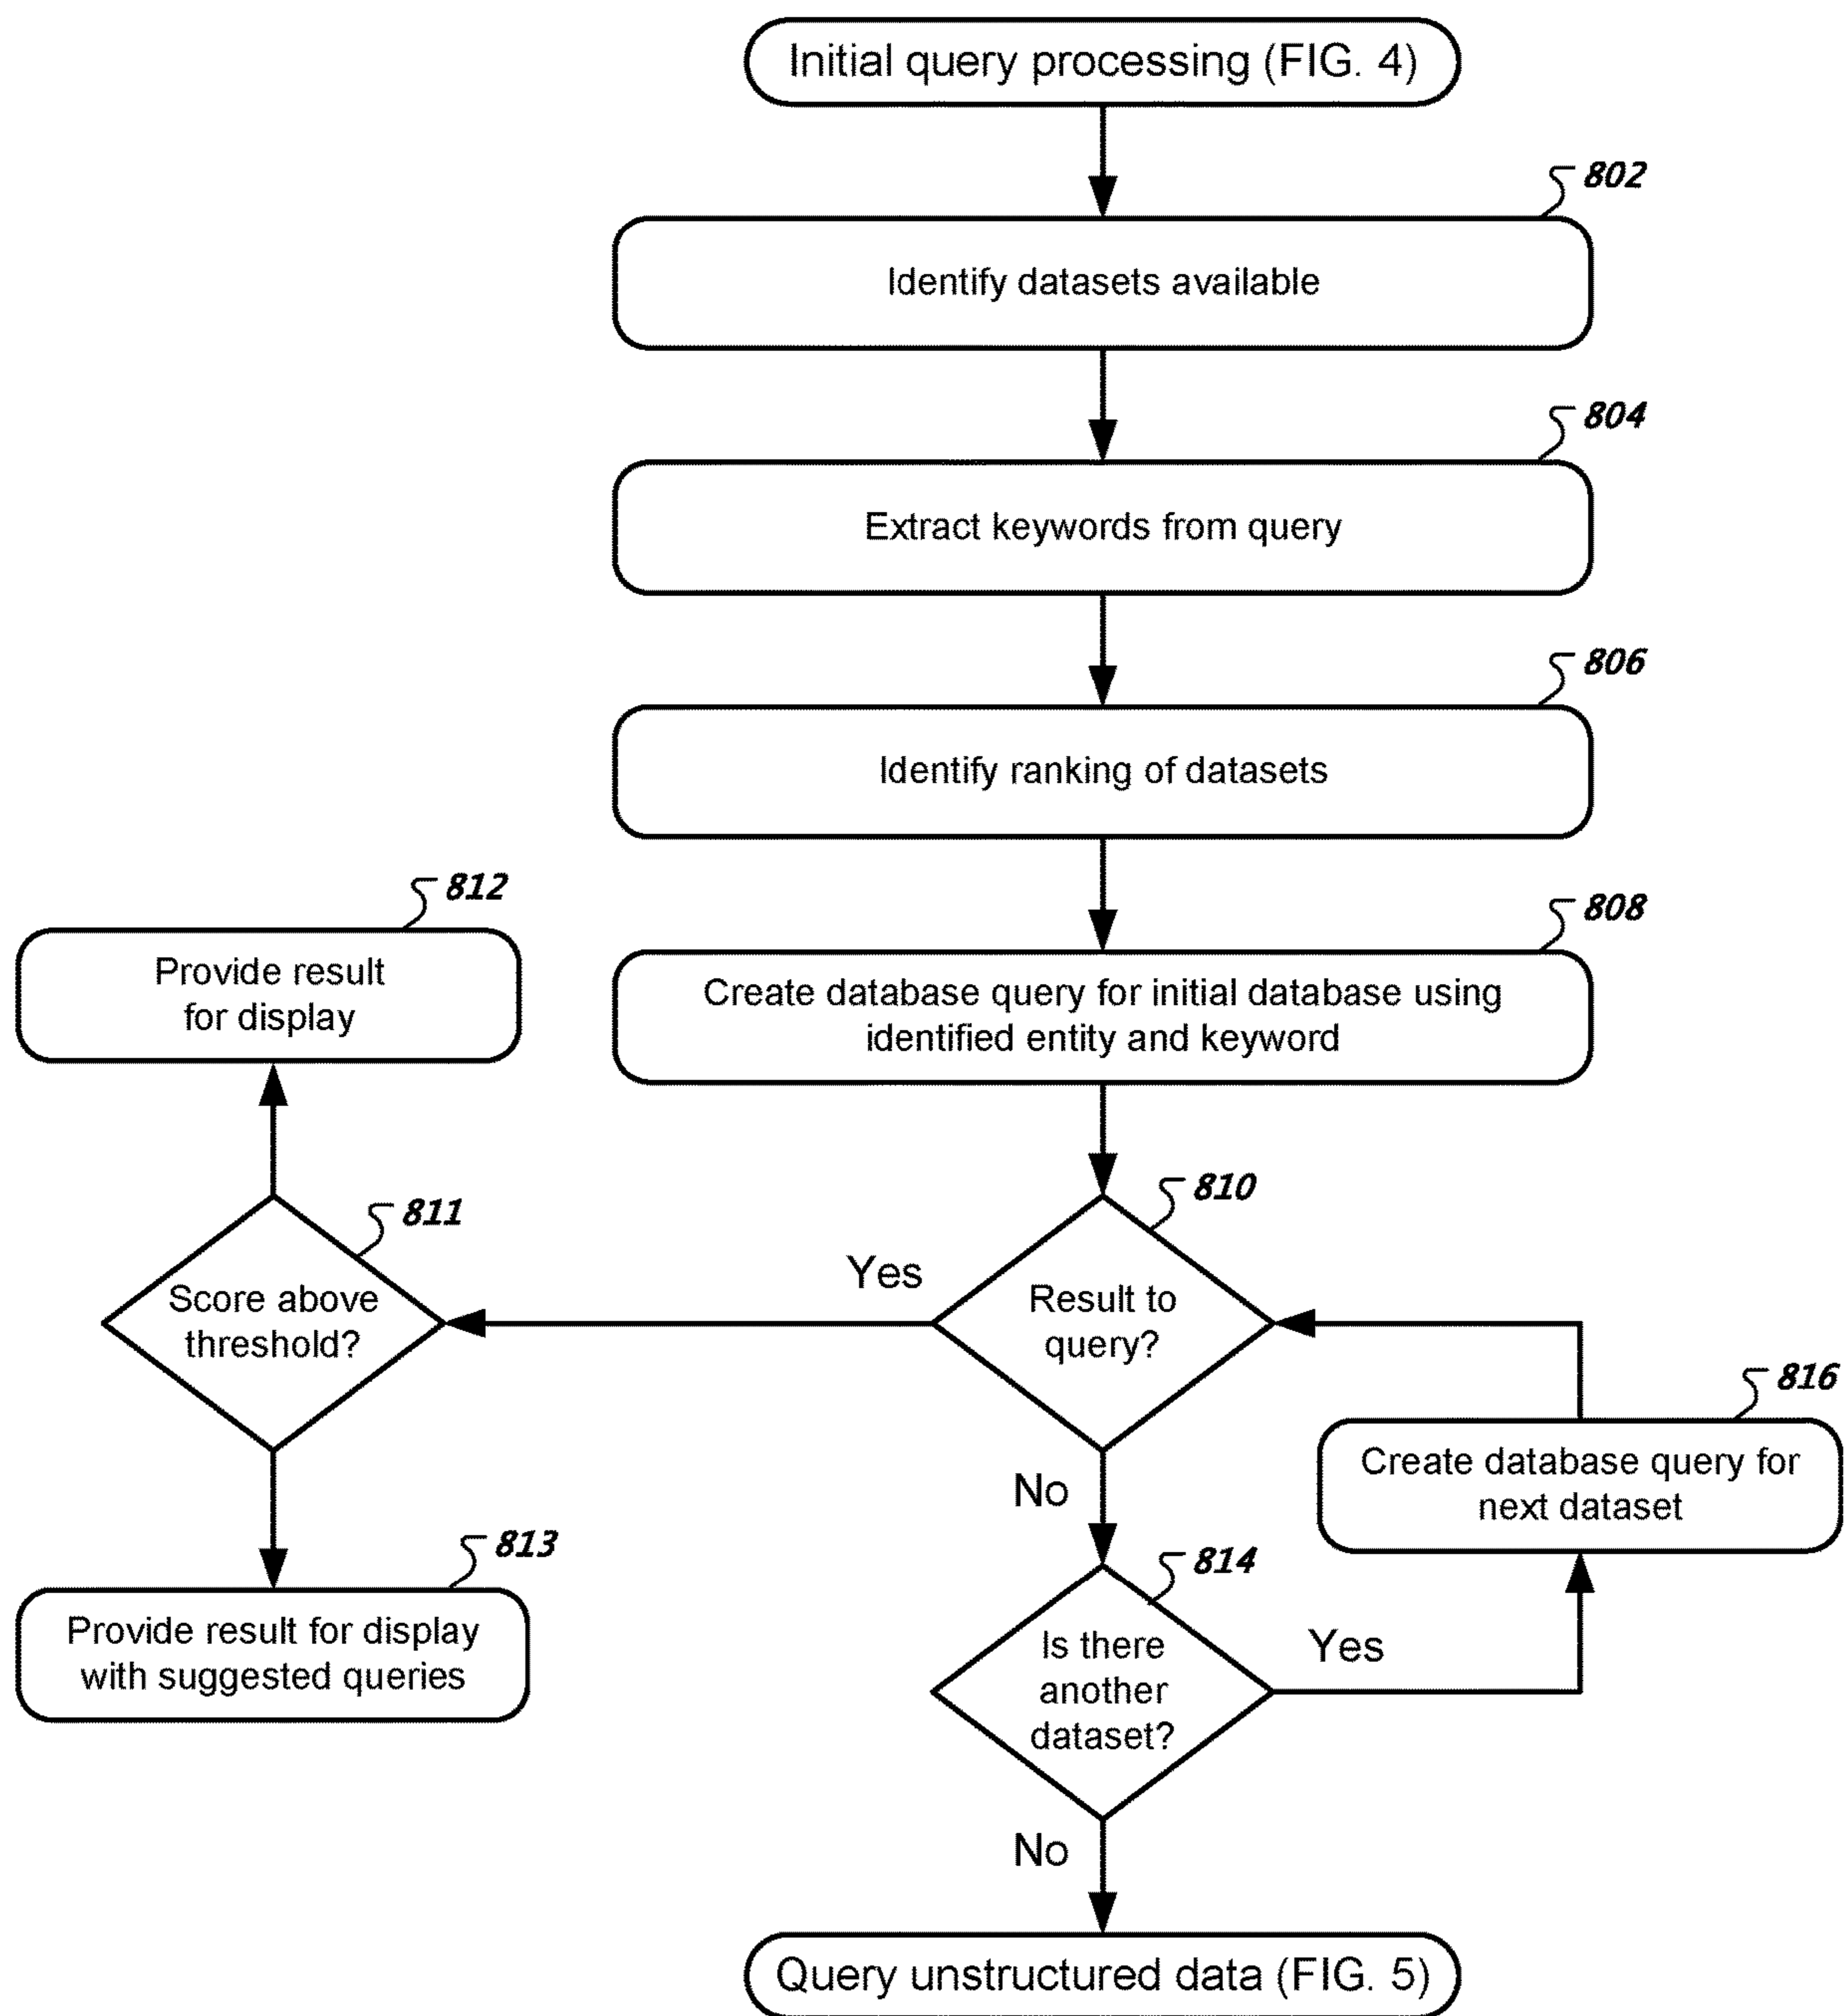 Initial query processing (FIG. 4)
802
Identify datasets available
804
Extract keywords from query
806
Identify ranking of datasets
808
Create database query for initial database using
identified entity and keyword
812
Provide result
for display
810
Result to
query?
Yes
811
Score above
threshold?
813
Provide result for display
with suggested queries
No
814
Is there
another
dataset?
Yes
816
Create database query for
next dataset
No
Query unstructured data (FIG. 5)